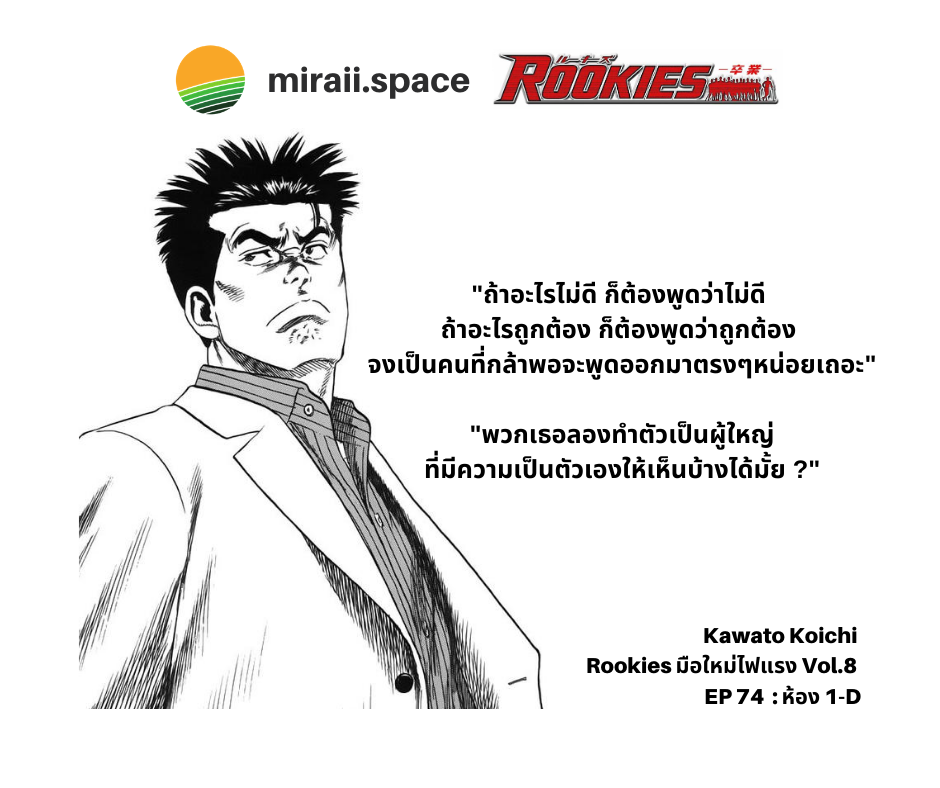 miraii.space
ルーキーズ
ROOKIES
卒業
"ถ้าอะไรไม่ดี ก็ต้องพูดว่าไม่ดี
ถ้าอะไรถูกต้อง ก็ต้องพูดว่าถูกต้อง
จงเป็นคนที่กล้าพอจะพูดออกมาตรงๆหน่อยเถอะ"
"พวกเธอลองทำตัวเป็นผู้ใหญ่
ที่มีความเป็นตัวเองให้เห็นบ้างได้มั้ย ?"
Kawato Koichi
Rookies มือใหม่ไฟแรง Vol.8
EP 74 : ห้อง 1-D